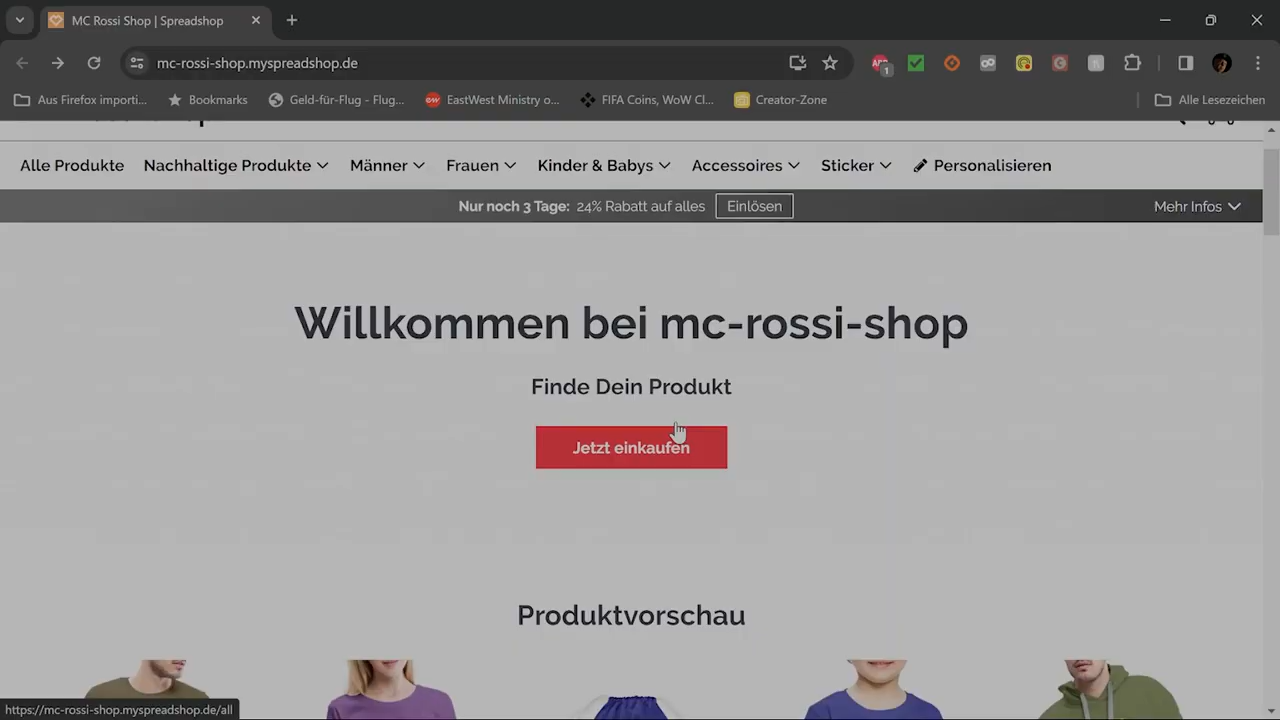 MC Rossi Shop | Spreadshop
mc-rossi-shop.myspreadshop.de
1
Aus Firefox importi...
Bookmarks
Geld-für-Flug - Flug...
EastWest Ministry o...
FIFA Coins, WoW Cl...
Creator-Zone
Alle Lesezeichen
Alle Produkte
Nachhaltige Produkte
Männer
Frauen
Kinder & Babys
Accessoires
Sticker
Personalisieren
Nur noch 3 Tage: 24% Rabatt auf alles
Einlösen
Mehr Infos
Willkommen bei mc-rossi-shop
Finde Dein Produkt
Jetzt einkaufen
Produktvorschau
https://mc-rossi-shop.myspreadshop.de/all